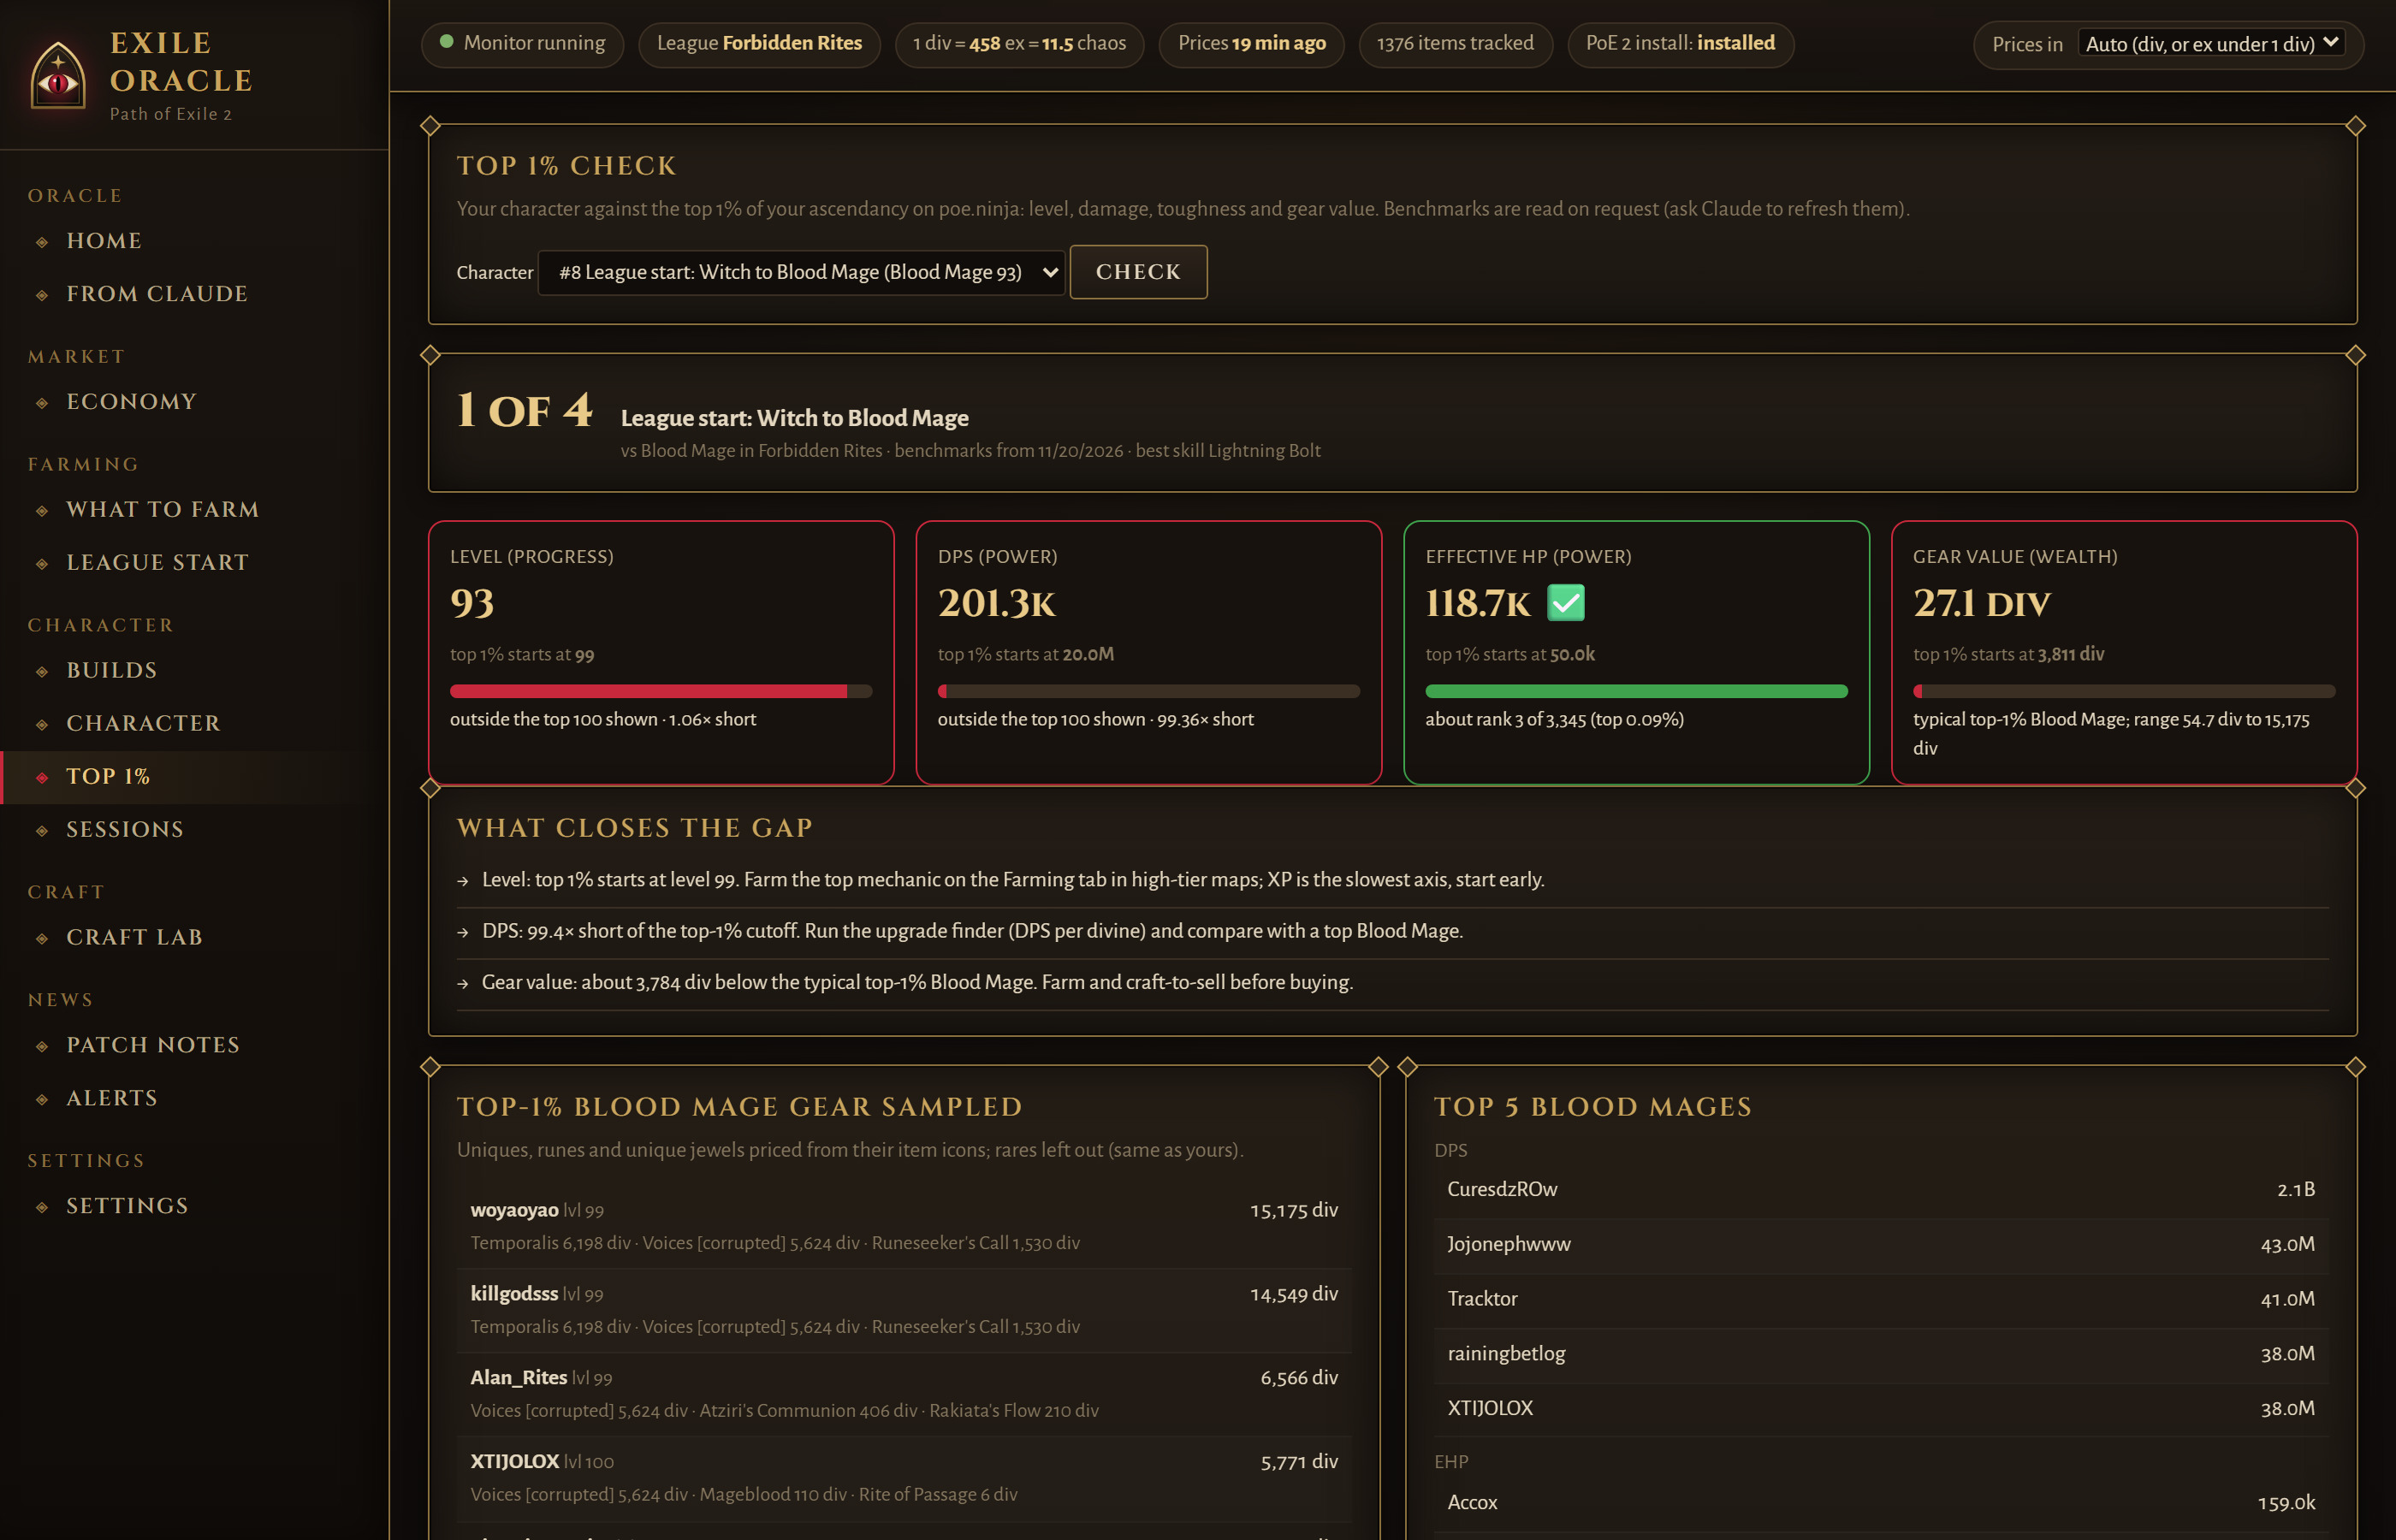 EXILE
ORACLE
Path of Exile 2
ORACLE
HOME
FROM CLAUDE
MARKET
ECONOMY
FARMING
WHAT TO FARM
LEAGUE START
CHARACTER
BUILDS
CHARACTER
TOP 1%
SESSIONS
CRAFT
CRAFT LAB
NEWS
PATCH NOTES
ALERTS
SETTINGS
SETTINGS
Monitor running
League Forbidden Rites
1 div = 458 ex = 11.5 chaos
Prices 19 min ago
1376 items tracked
PoE 2 install: installed
Prices in Auto (div, or ex under 1 div)
TOP 1% CHECK
Your character against the top 1% of your ascendancy on poe.ninja: level, damage, toughness and gear value. Benchmarks are read on request (ask Claude to refresh them).
Character #8 League start: Witch to Blood Mage (Blood Mage 93) CHECK
1 OF 4 League start: Witch to Blood Mage
vs Blood Mage in Forbidden Rites · benchmarks from 11/20/2026 · best skill Lightning Bolt
LEVEL (PROGRESS)
93
top 1% starts at 99
outside the top 100 shown · 1.06× short
DPS (POWER)
201.3K
top 1% starts at 20.0M
outside the top 100 shown · 99.36× short
EFFECTIVE HP (POWER)
118.7K
top 1% starts at 50.0k
about rank 3 of 3,345 (top 0.09%)
GEAR VALUE (WEALTH)
27.1 DIV
top 1% starts at 3,811 div
typical top-1% Blood Mage; range 54.7 div to 15,175
div
WHAT CLOSES THE GAP
→ Level: top 1% starts at level 99. Farm the top mechanic on the Farming tab in high-tier maps; XP is the slowest axis, start early.
→ DPS: 99.4× short of the top-1% cutoff. Run the upgrade finder (DPS per divine) and compare with a top Blood Mage.
→ Gear value: about 3,784 div below the typical top-1% Blood Mage. Farm and craft-to-sell before buying.
TOP-1% BLOOD MAGE GEAR SAMPLED
Uniques, runes and unique jewels priced from their item icons; rares left out (same as yours).
woyaoyao lvl 99 15,175 div
Temporalis 6,198 div · Voices [corrupted] 5,624 div · Runeseeker's Call 1,530 div
killgodsss lvl 99 14,549 div
Temporalis 6,198 div · Voices [corrupted] 5,624 div · Runeseeker's Call 1,530 div
Alan_Rites lvl 99 6,566 div
Voices [corrupted] 5,624 div · Atziri's Communion 406 div · Rakiata's Flow 210 div
XTIJOLOX lvl 100 5,771 div
Voices [corrupted] 5,624 div · Mageblood 110 div · Rite of Passage 6 div
TOP 5 BLOOD MAGES
DPS
CuresdzROw 2.1B
Jojonephwww 43.0M
Tracktor 41.0M
rainingbetlog 38.0M
XTIJOLOX 38.0M
EHP
Accox 159.0k